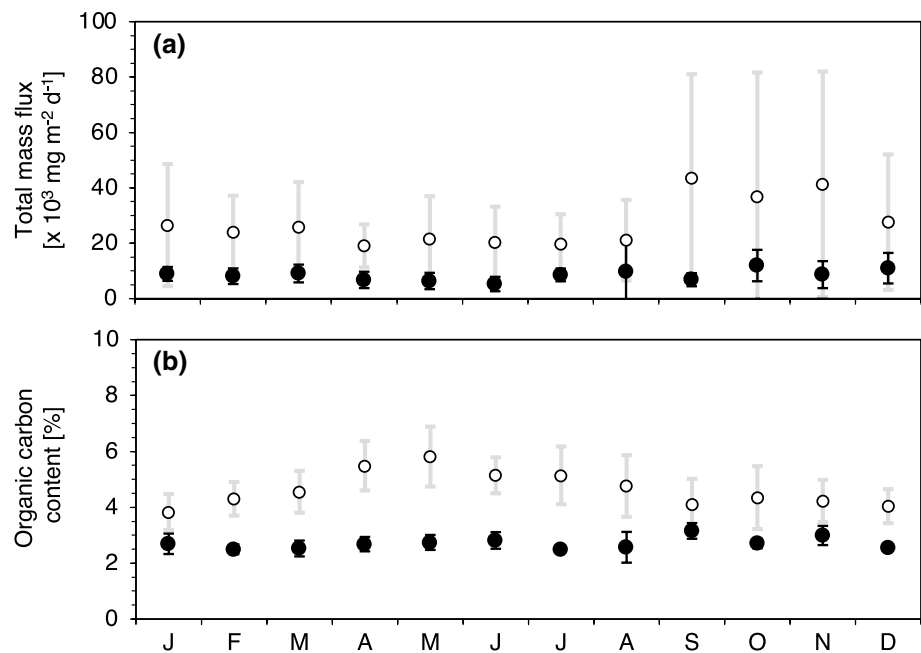 (a)
Total mass flux
[x 10³ mg m⁻² d⁻¹]
100
80
60
40
20
0
(b)
Organic carbon
content [%]
10
8
6
4
2
0
J F M A M J J A S O N D